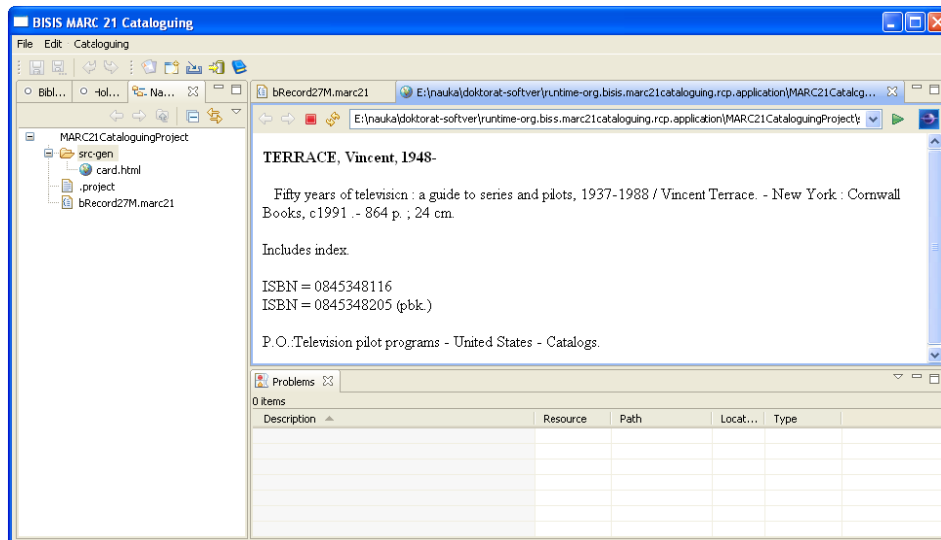 BISIS MARC 21 Cataloguing
File Edit Cataloguing
Bibl... Hol... Na...
bRecord27M.marc21 E:\nauka\doktorat-softver\runtime-org.bisis.marc21cataloguing.rcp.application\MARC21Catalcg...
E:\nauka\doktorat-softver\runtime-org.bisis.marc21cataloguing.rcp.application\MARC21CataloguingProject\
MARC21CataloguingProject
src-gen
card.html
.project
bRecord27M.marc21
TERRACE, Vincent, 1948-
Fifty years of television : a guide to series and pilots, 1937-1988 / Vincent Terrace. - New York : Cornwall
Books, c1991 .- 864 p. ; 24 cm.
Includes index.
ISBN = 0845348116
ISBN = 0845348205 (pbk.)
P.O.:Television pilot programs - United States - Catalogs.
Problems
0 items
Description Resource Path Locat... Type